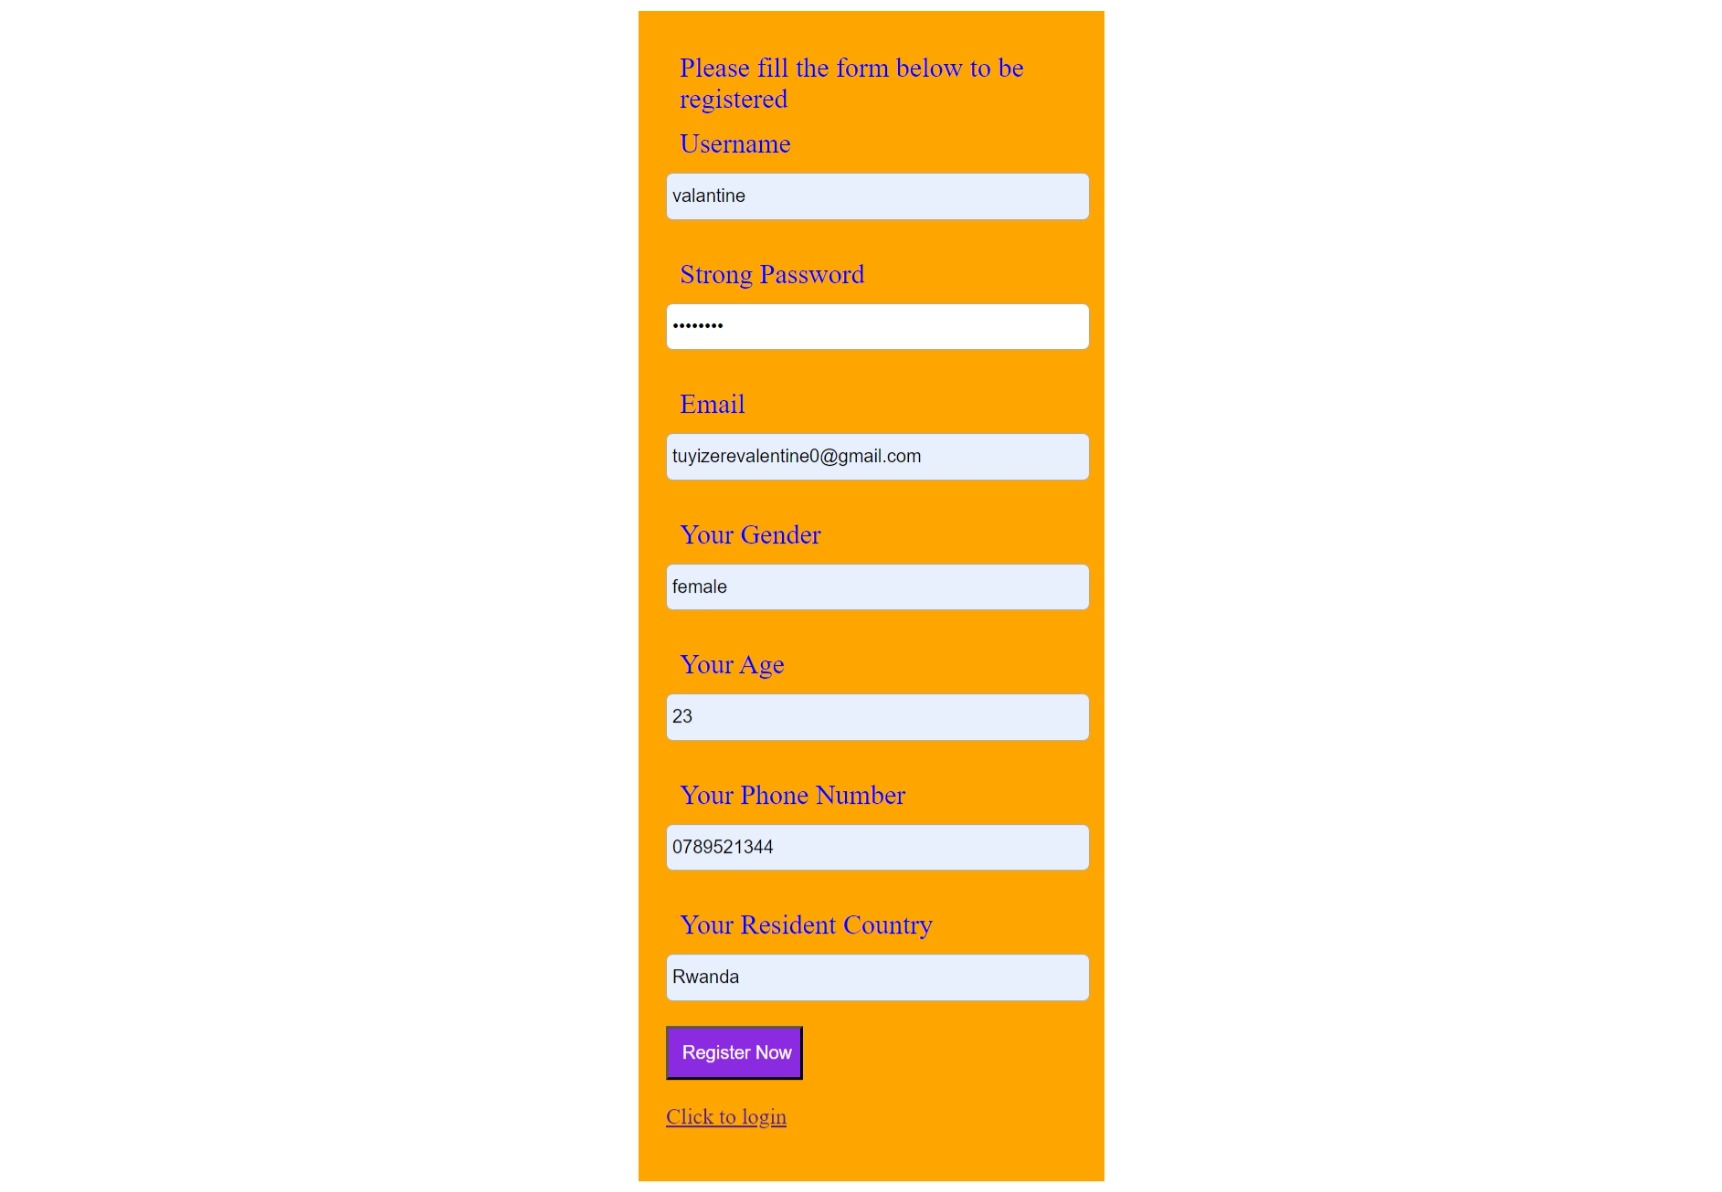 Please fill the form below to be
registered
Username
valantine
Strong Password
••••••••
Email
tuyizerevalentine0@gmail.com
Your Gender
female
Your Age
23
Your Phone Number
0789521344
Your Resident Country
Rwanda
Register Now
Click to login